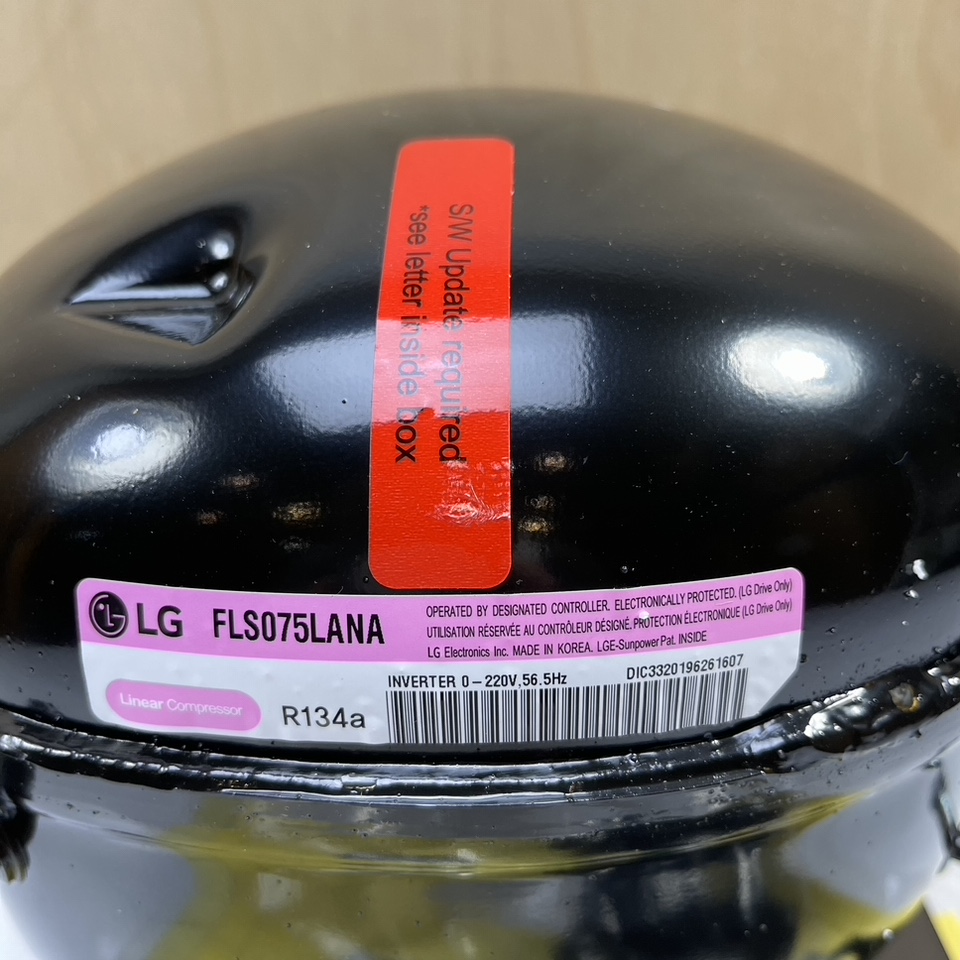 S/W Update required
*see letter inside box
LG FLS075LANA
OPERATED BY DESIGNATED CONTROLLER. ELECTRONICALLY PROTECTED. (LG Drive Only)
UTILISATION RÉSERVÉE AU CONTRÔLEUR DÉSIGNÉ. PROTECTION ÉLECTRONIQUE (LG Drive Only)
LG Electronics Inc. MADE IN KOREA. LGE-Sunpower Pat. INSIDE
INVERTER 0-220V,56.5Hz DIC3320196261607
Linear Compressor
R134a